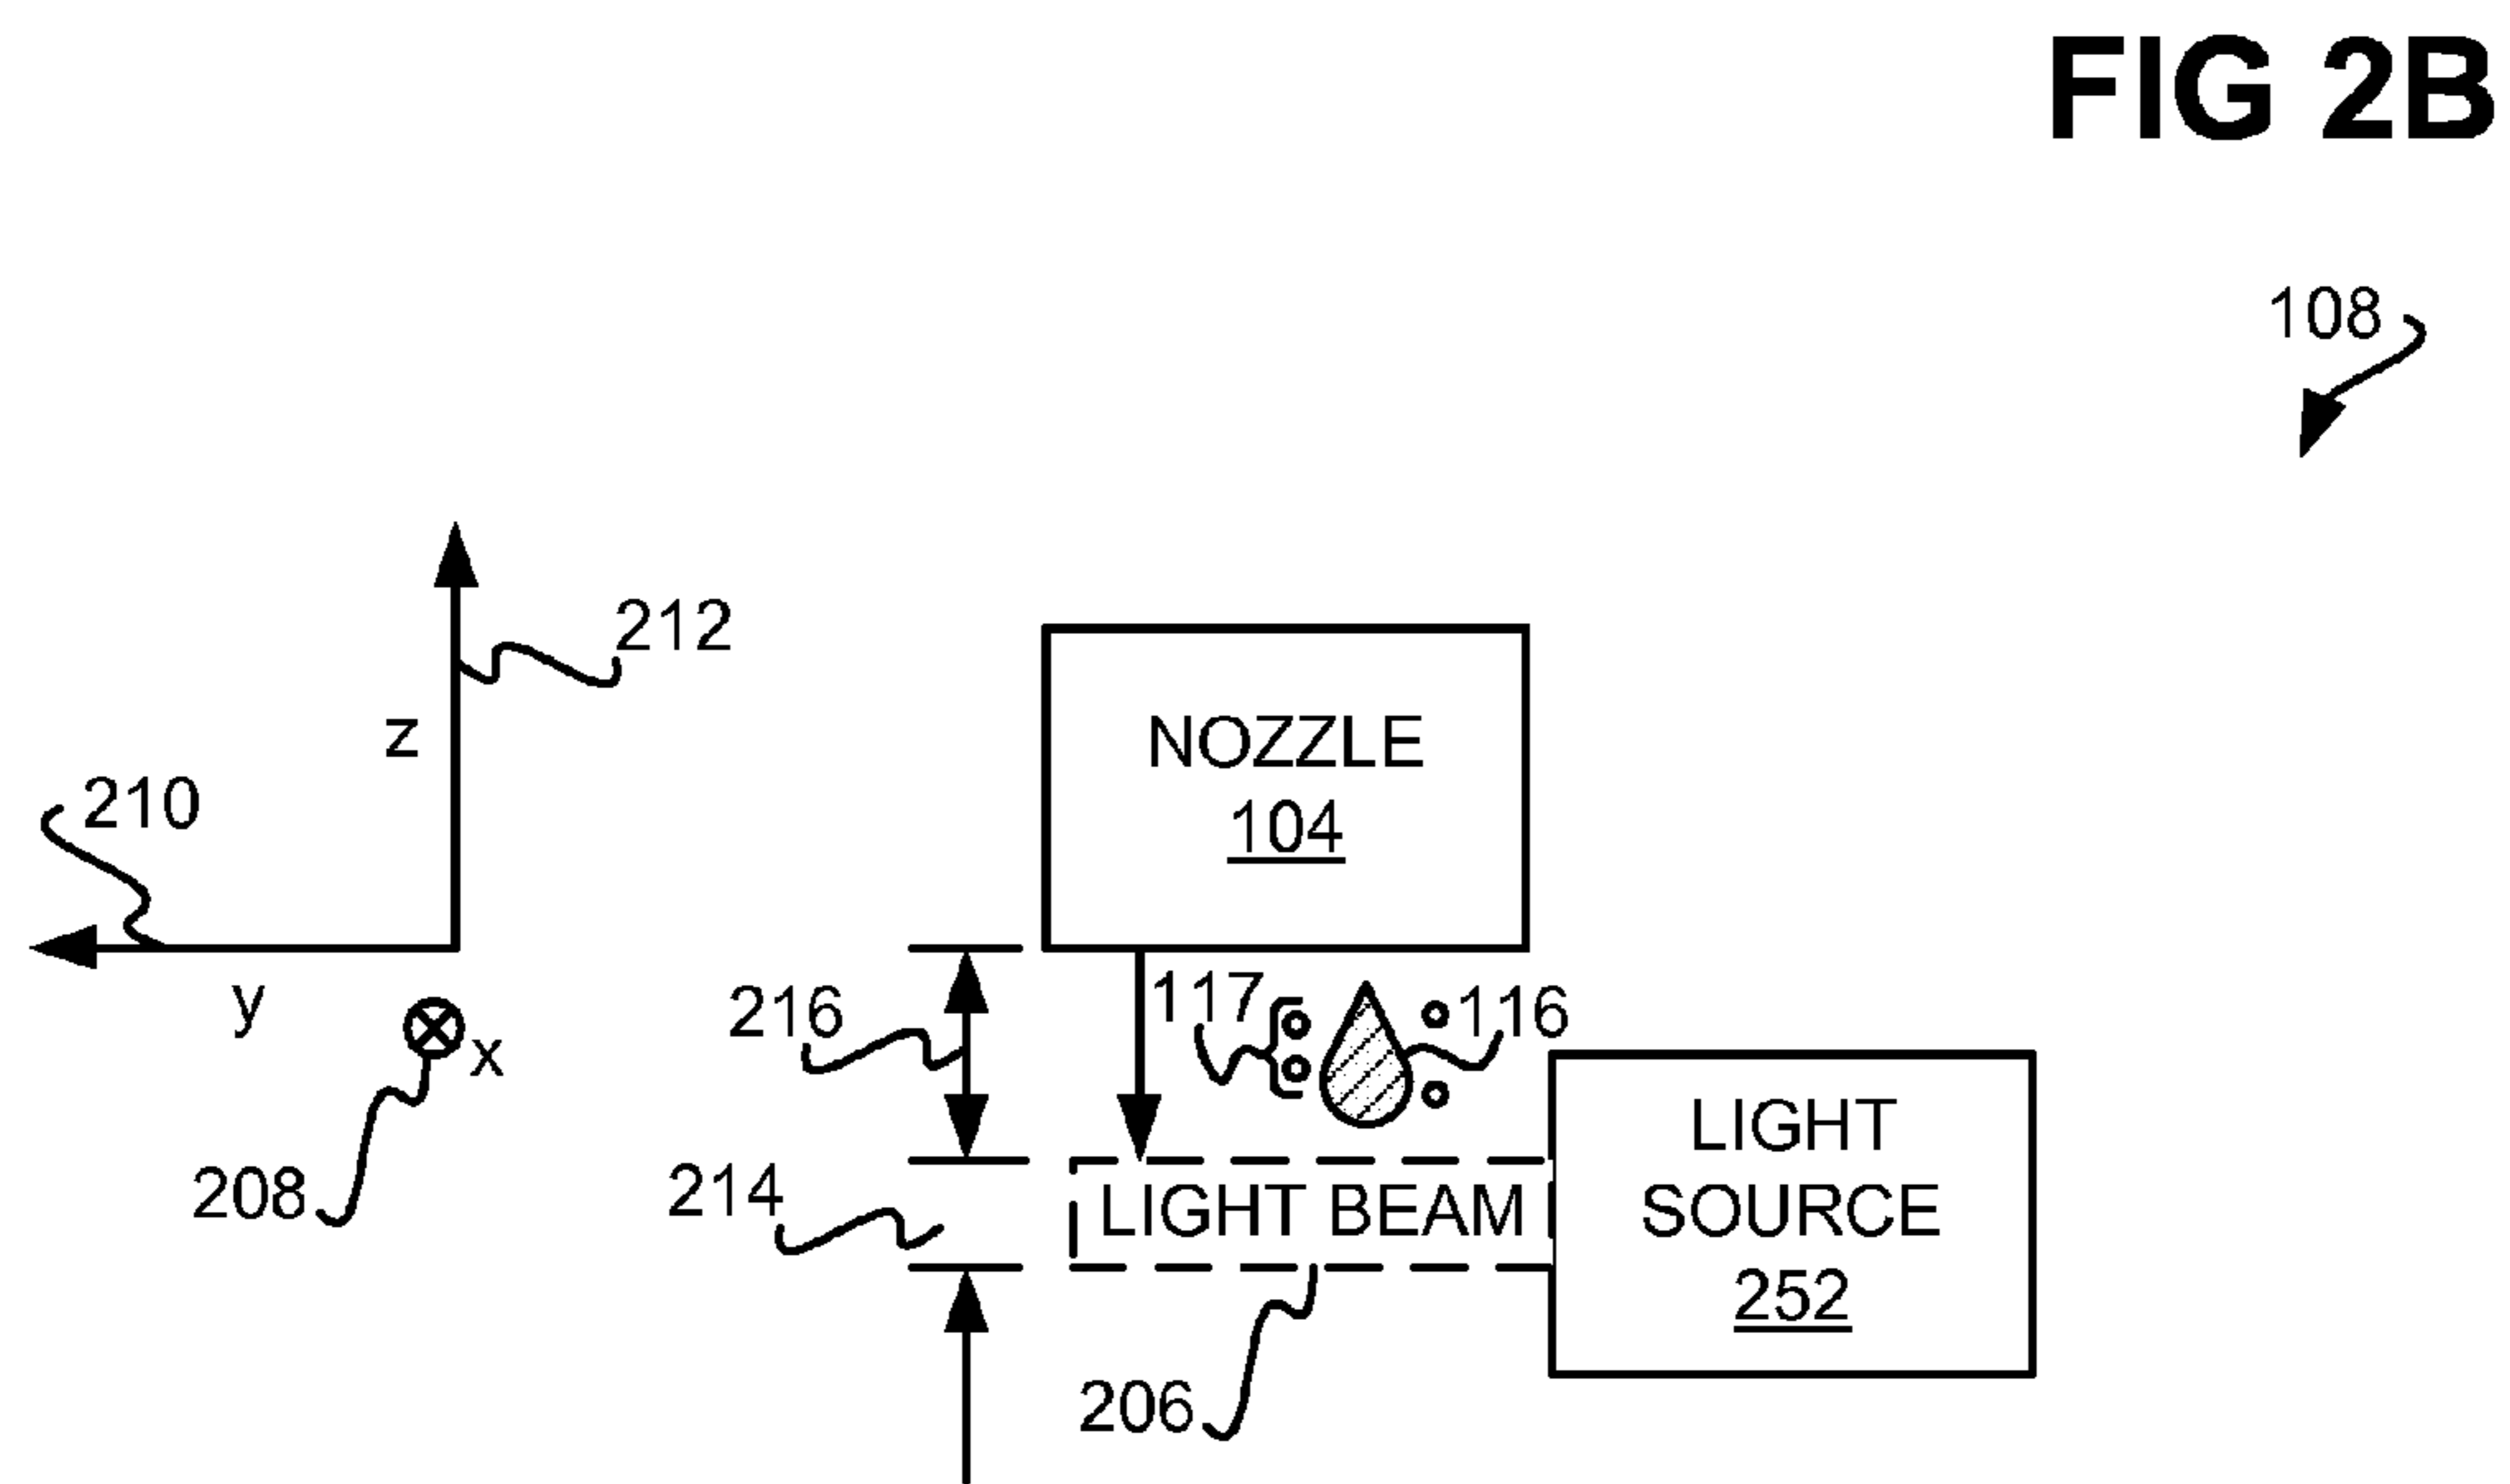 FIG 2B
108
212
z
NOZZLE
104
210
y
x
216
117
116
208
214
LIGHT BEAM
LIGHT
SOURCE
252
206